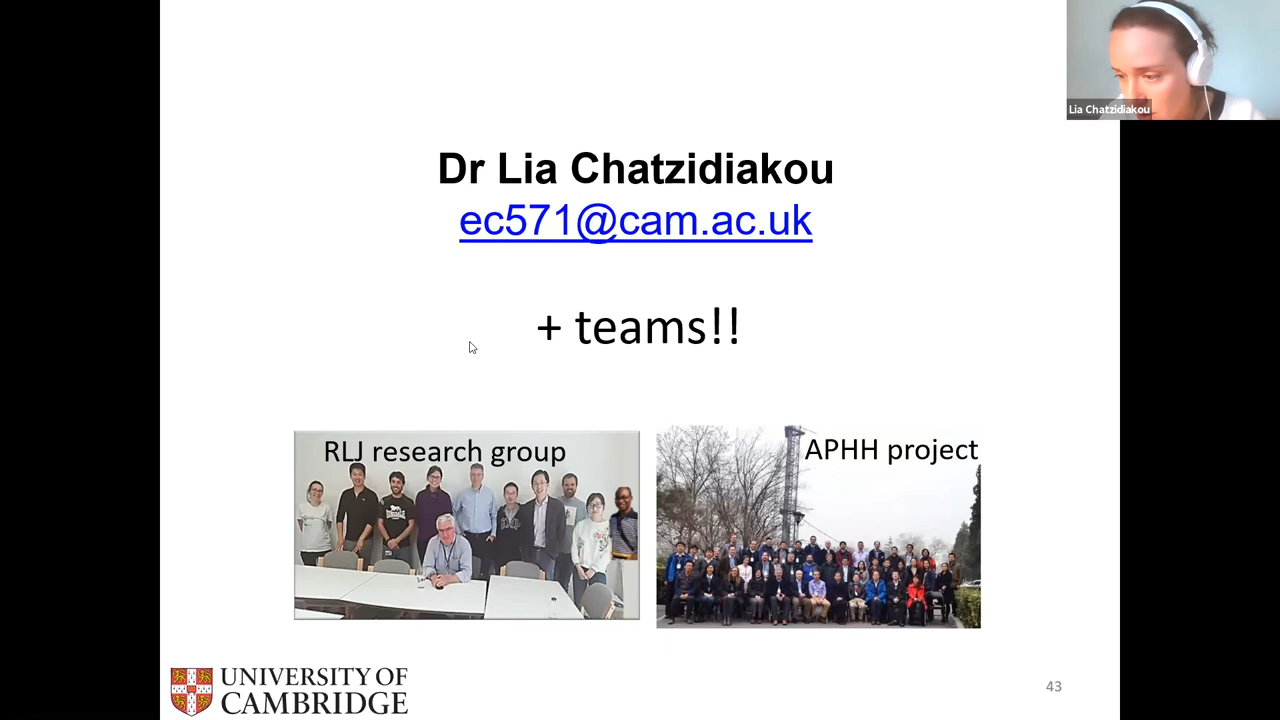 Lia Chatzidiakou
Dr Lia Chatzidiakou
ec571@cam.ac.uk
+ teams!!
RLJ research group
APHH project
UNIVERSITY OF
CAMBRIDGE
43